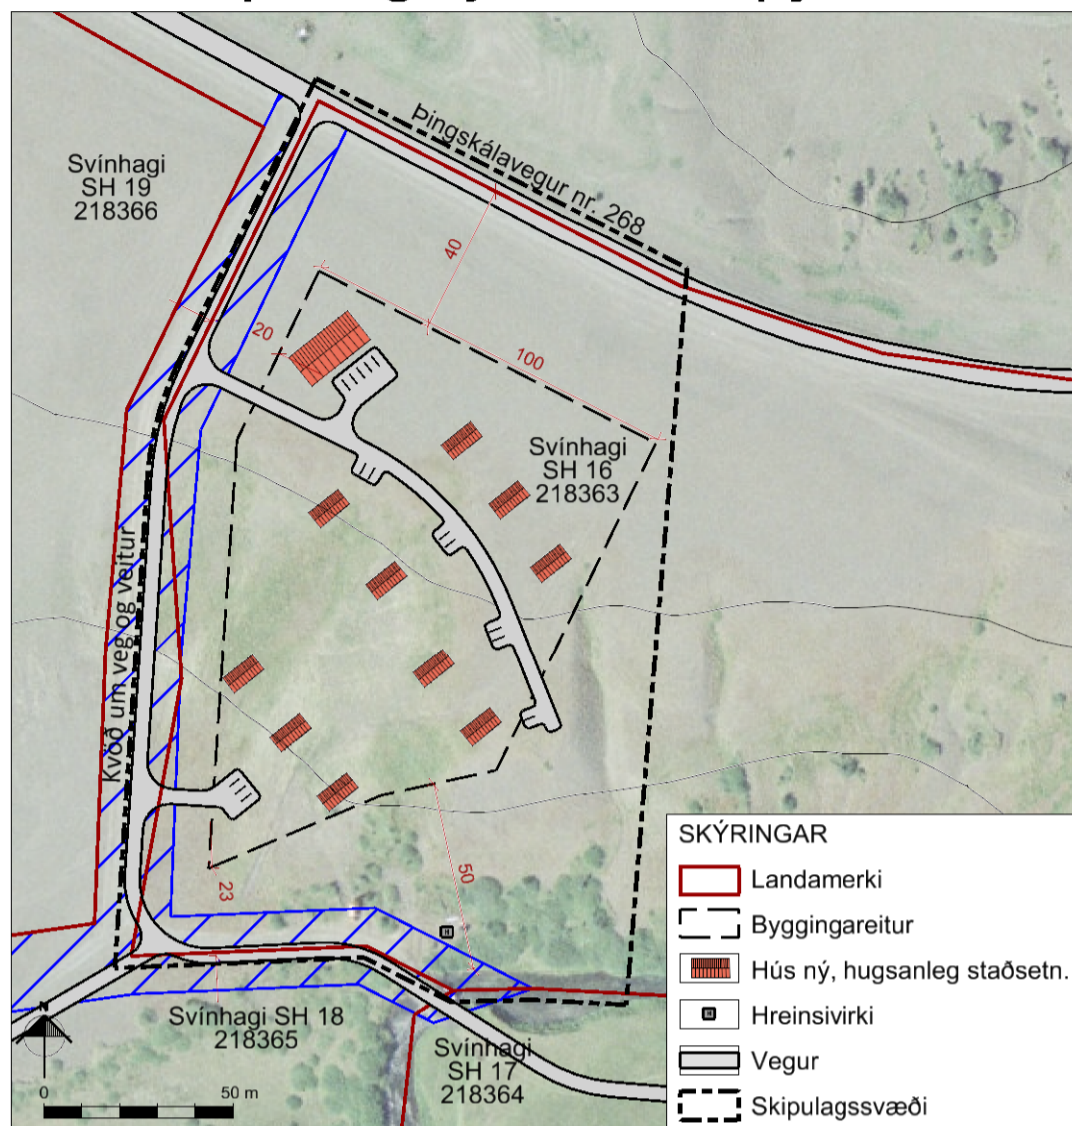 Þingskálavegur nr. 268
Svínhagi
SH 19
218366
40
20
100
Svínhagi
SH 16
218363
Kvöð um veg og veitur
50
23
Svínhagi SH 18
218365
Svínhagi
SH 17
218364
N
0
50 m
SKÝRINGAR
Landamerki
Byggingareitur
Hús ný, hugsanleg staðsetn.
Hreinsivirki
Vegur
Skipulagssvæði